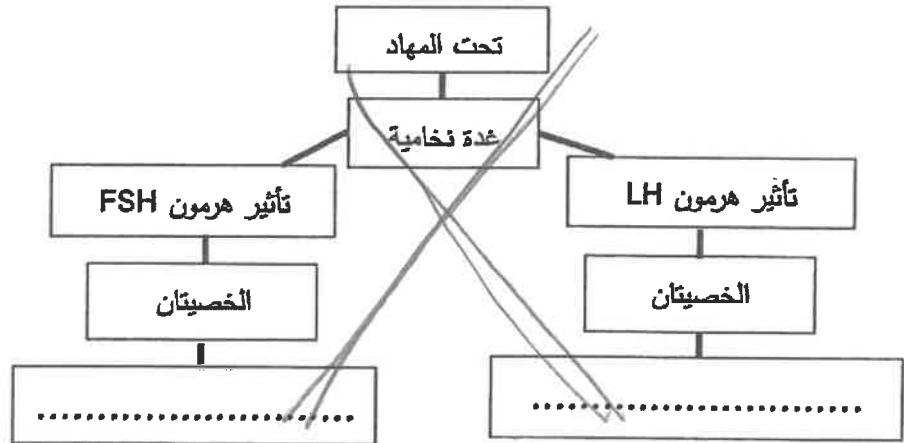 تحت المهاد
غدة نخامية
تأثير هرمون LH
تأثير هرمون FSH
الخصيتان
الخصيتان
................................
................................